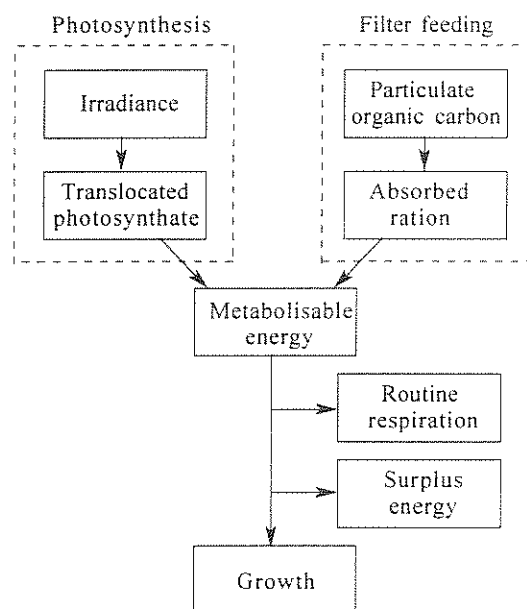 Photosynthesis
Filter feeding
Irradiance
Particulate
organic carbon
Translocated
photosynthate
Absorbed
ration
Metabolisable
energy
Routine
respiration
Surplus
energy
Growth